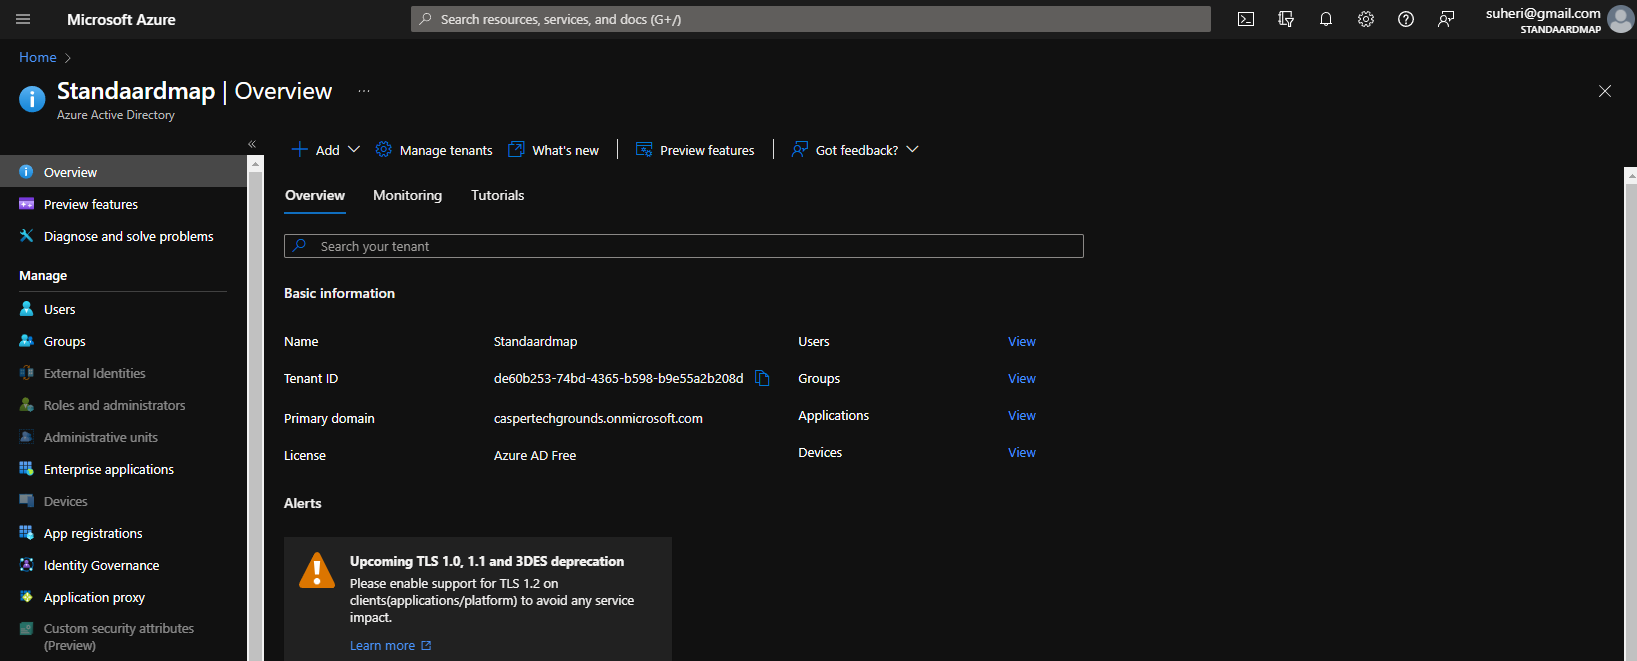 Microsoft Azure
Search resources, services, and docs (G+/)
suheri@gmail.com
STANDAARDMAP
Home
Standaardmap | Overview ...
Azure Active Directory
«
Overview
Preview features
Diagnose and solve problems
Manage
Users
Groups
External Identities
Roles and administrators
Administrative units
Enterprise applications
Devices
App registrations
Identity Governance
Application proxy
Custom security attributes
(Preview)
Add
Manage tenants
What's new
Preview features
Got feedback?
Overview Monitoring Tutorials
Search your tenant
Basic information
Name Standaardmap Users View
Tenant ID de60b253-74bd-4365-b598-b9e55a2b208d Groups View
Primary domain caspertechgrounds.onmicrosoft.com Applications View
License Azure AD Free Devices View
Alerts
Upcoming TLS 1.0, 1.1 and 3DES deprecation
Please enable support for TLS 1.2 on
clients(applications/platform) to avoid any service
impact.
Learn more